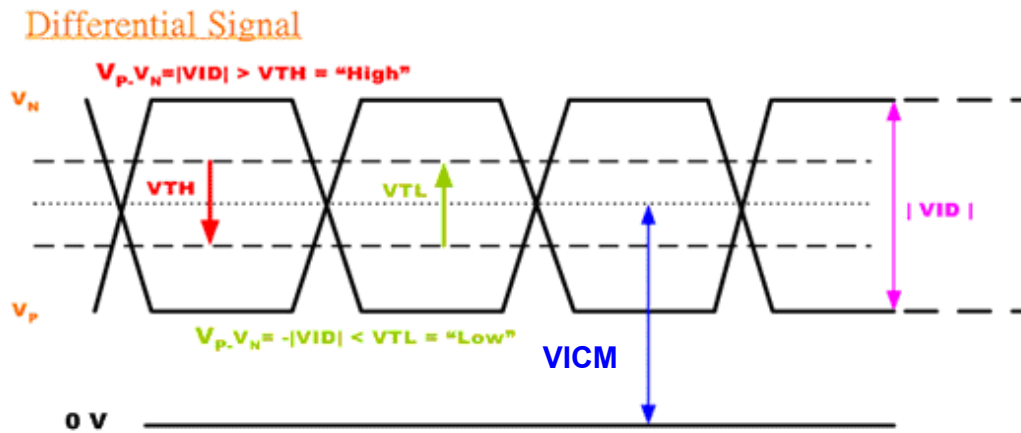 Differential Signal
VP-VN=|VID| > VTH = “High”
VN
VTH
VTL
| VID |
VP
VP-VN= -|VID| < VTL = “Low”
VICM
0 V